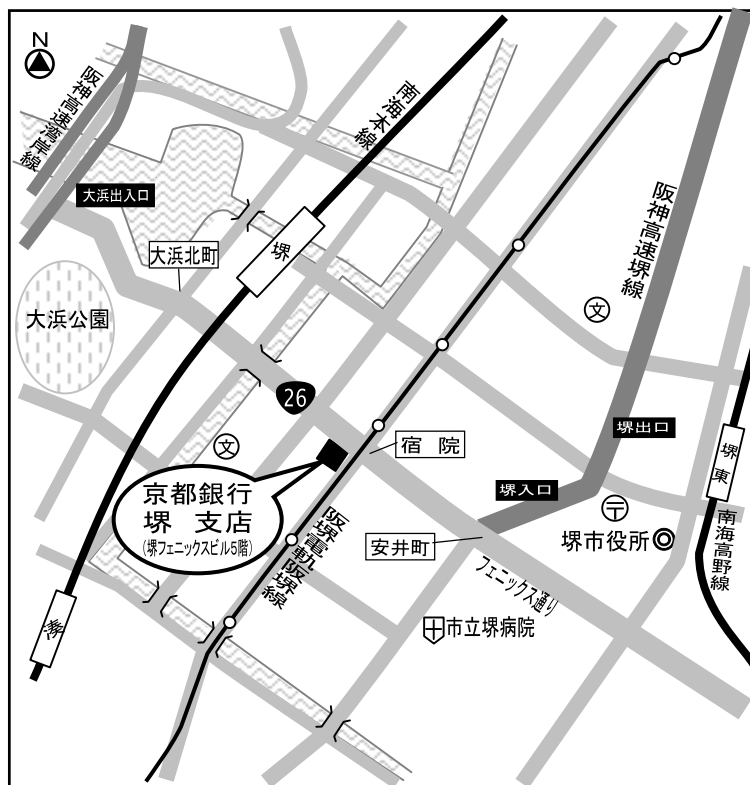 N
阪神高速湾岸線
南海本線
大浜出入口
大浜北町
堺
阪神高速堺線
大浜公園
文
26
堺出口
宿院
堺東
文
京都銀行
堺 支店
(堺フェニックスビル5階)
堺入口
阪堺電軌阪堺線
安井町
堺市役所
南海高野線
フェニックス通り
市立堺病院